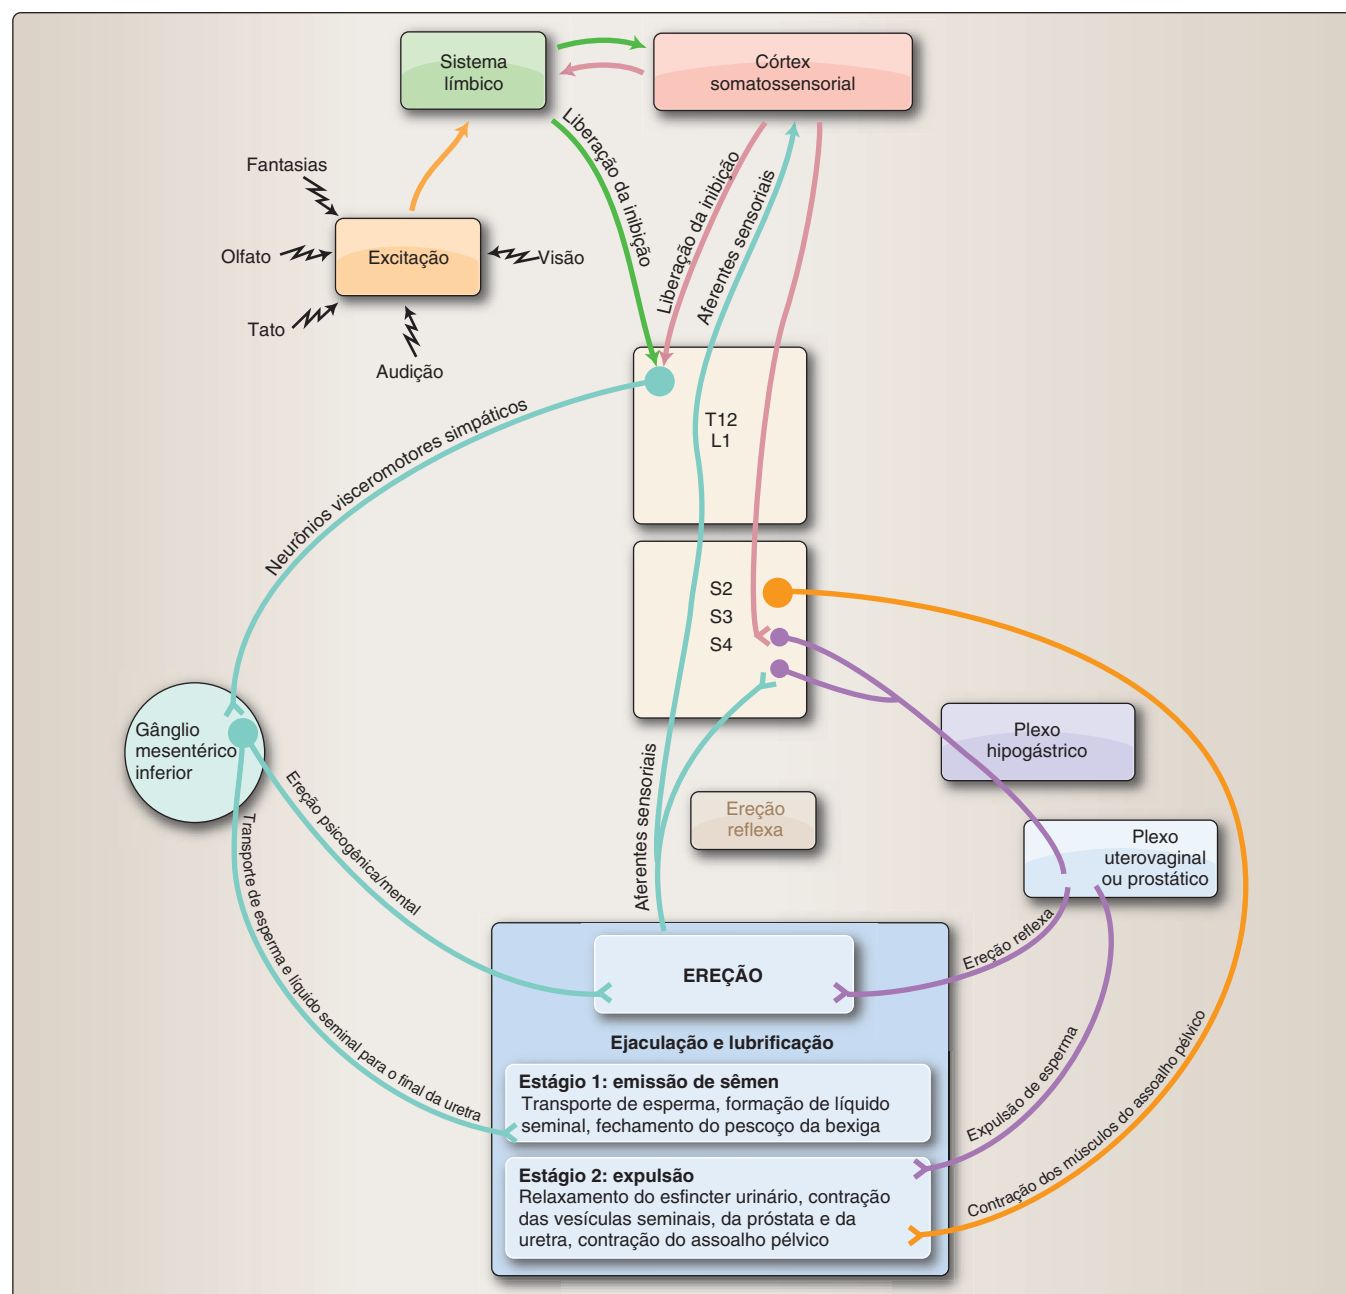 Sistema
límbico
Córtex
somatossensorial
Liberação da inibição
Liberação da inibição
Aferentes sensoriais
Fantasias
Olfato
Excitação
Visão
Tato
Audição
T12
L1
Neurônios visceromotores simpáticos
S2
S3
S4
Gânglio
mesentérico
inferior
Plexo
hipogástrico
Ereção psicogênica/mental
Transporte de esperma e líquido seminal para o final da uretra
Aferentes sensoriais
Ereção
reflexa
Plexo
uterovaginal
ou prostático
Ereção reflexa
Expulsão de esperma
Contração dos músculos do assoalho pélvico
EREÇÃO
Ejaculação e lubrificação
Estágio 1: emissão de sêmen
Transporte de esperma, formação de líquido
seminal, fechamento do pescoço da bexiga
Estágio 2: expulsão
Relaxamento do esfincter urinário, contração
das vesículas seminais, da próstata e da
uretra, contração do assoalho pélvico